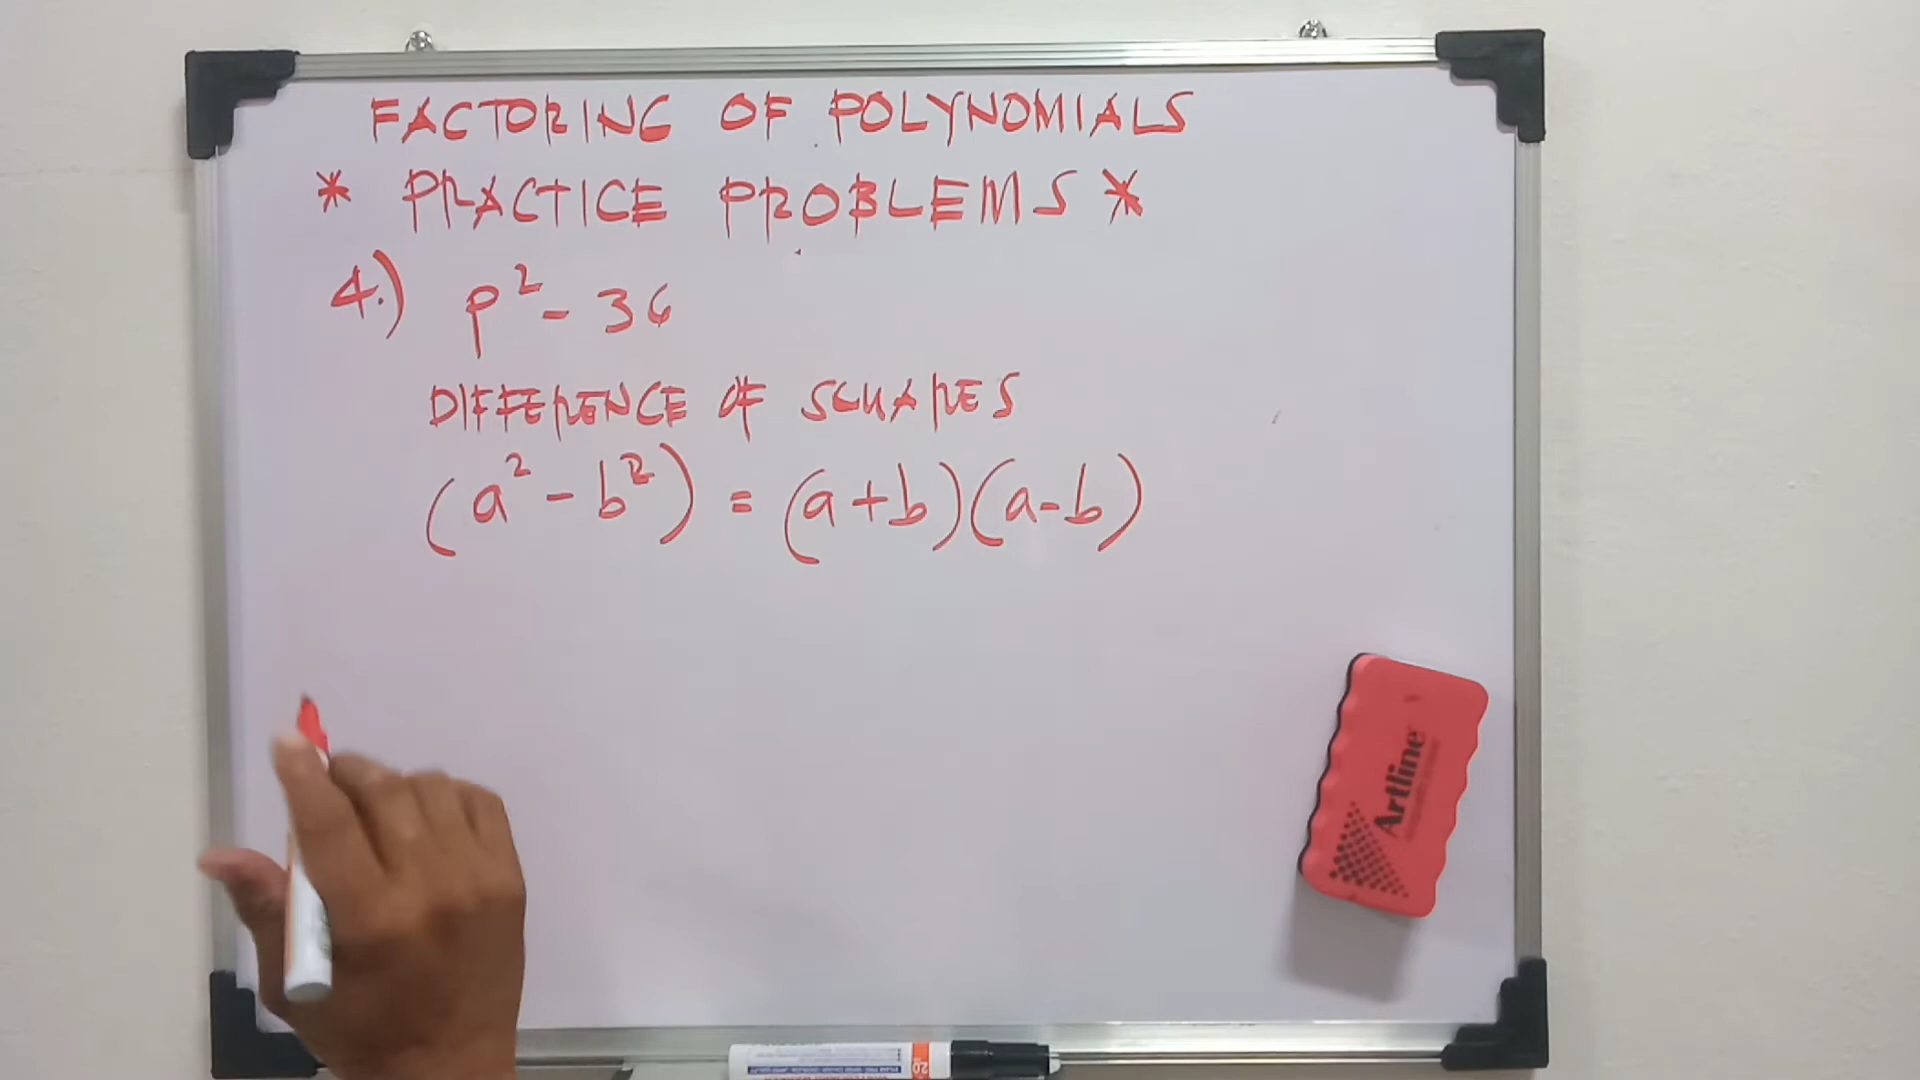 FACTORING OF POLYNOMIALS
* PRACTICE PROBLEMS *
4.) p² - 36
DIFFERENCE OF SQUARES
(a² - b²) = (a+b)(a-b)
Artline